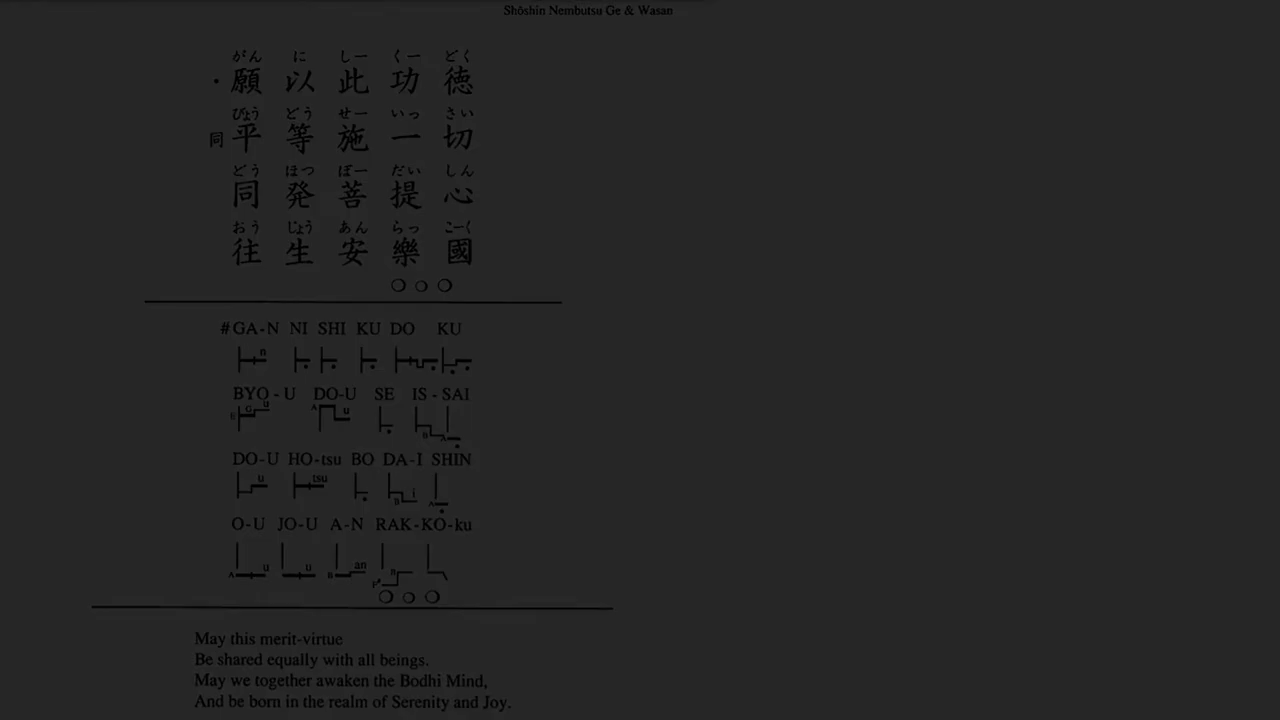 Shōshin Nembutsu Ge & Wasan
がん に しー くー どく
・願以此功徳
びょう どう せー いっ さい
同 平等施一切
どう ほつ ぼー だい しん
同発菩提心
おう じょう あん らっ こーく
往生安樂國
#GA-N NI SHI KU DO KU
n
BYO-U DO-U SE IS-SAI
E G u A u B A
DO-U HO-tsu BO DA-I SHIN
u tsu B i A
O-U JO-U A-N RAK-KO-ku
A u u B an F# B
May this merit-virtue
Be shared equally with all beings.
May we together awaken the Bodhi Mind,
And be born in the realm of Serenity and Joy.